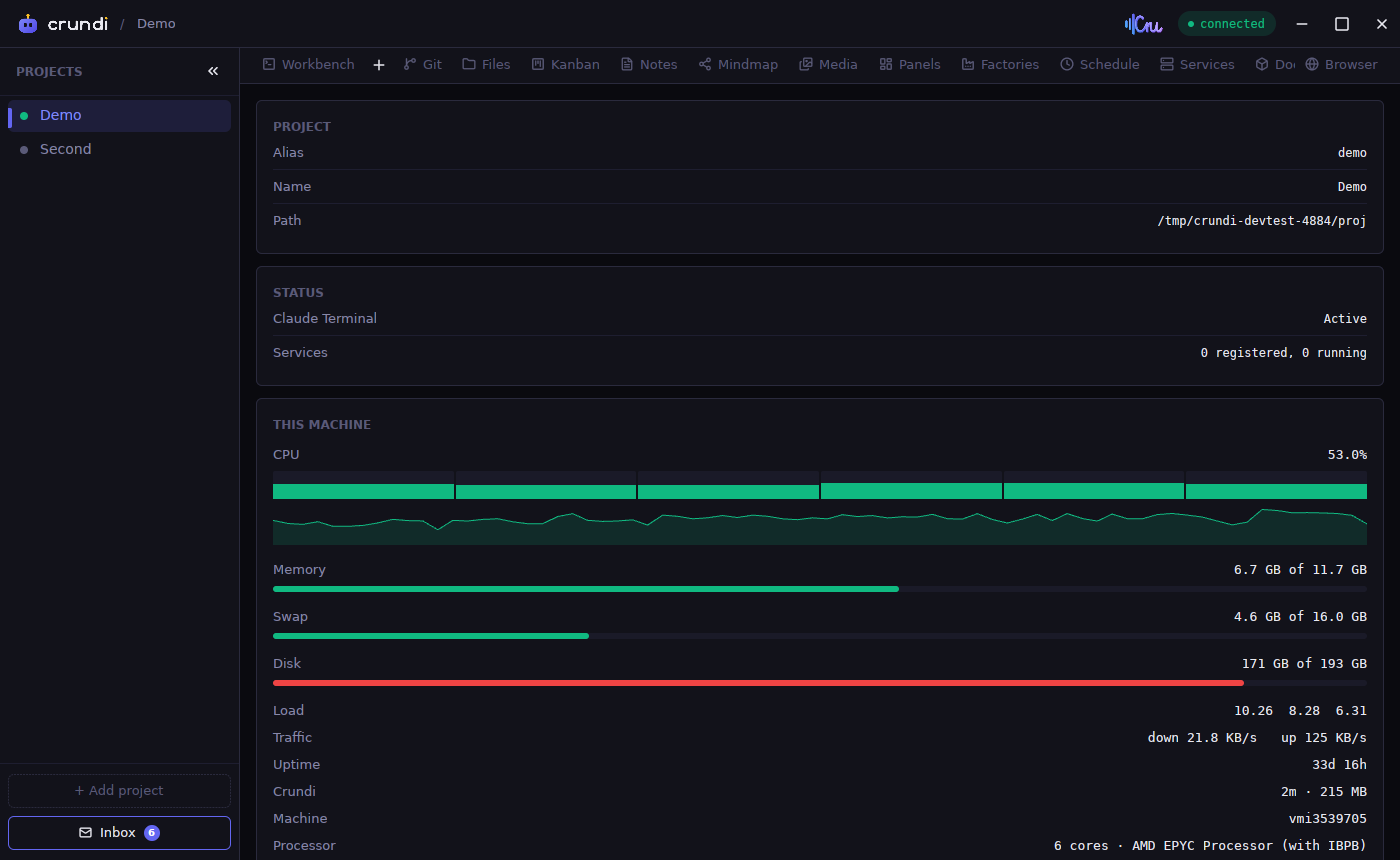 crundi / Demo
Cru
connected
PROJECTS
Workbench
Git
Files
Kanban
Notes
Mindmap
Media
Panels
Factories
Schedule
Services
Browser
Demo
Second
PROJECT
Alias demo
Name Demo
Path /tmp/crundi-devtest-4884/proj
STATUS
Claude Terminal Active
Services 0 registered, 0 running
THIS MACHINE
CPU 53.0%
Memory 6.7 GB of 11.7 GB
Swap 4.6 GB of 16.0 GB
Disk 171 GB of 193 GB
Load 10.26 8.28 6.31
Traffic down 21.8 KB/s up 125 KB/s
Uptime 33d 16h
Crundi 2m · 215 MB
Machine vmi3539705
Processor 6 cores · AMD EPYC Processor (with IBPB)
+ Add project
Inbox 6